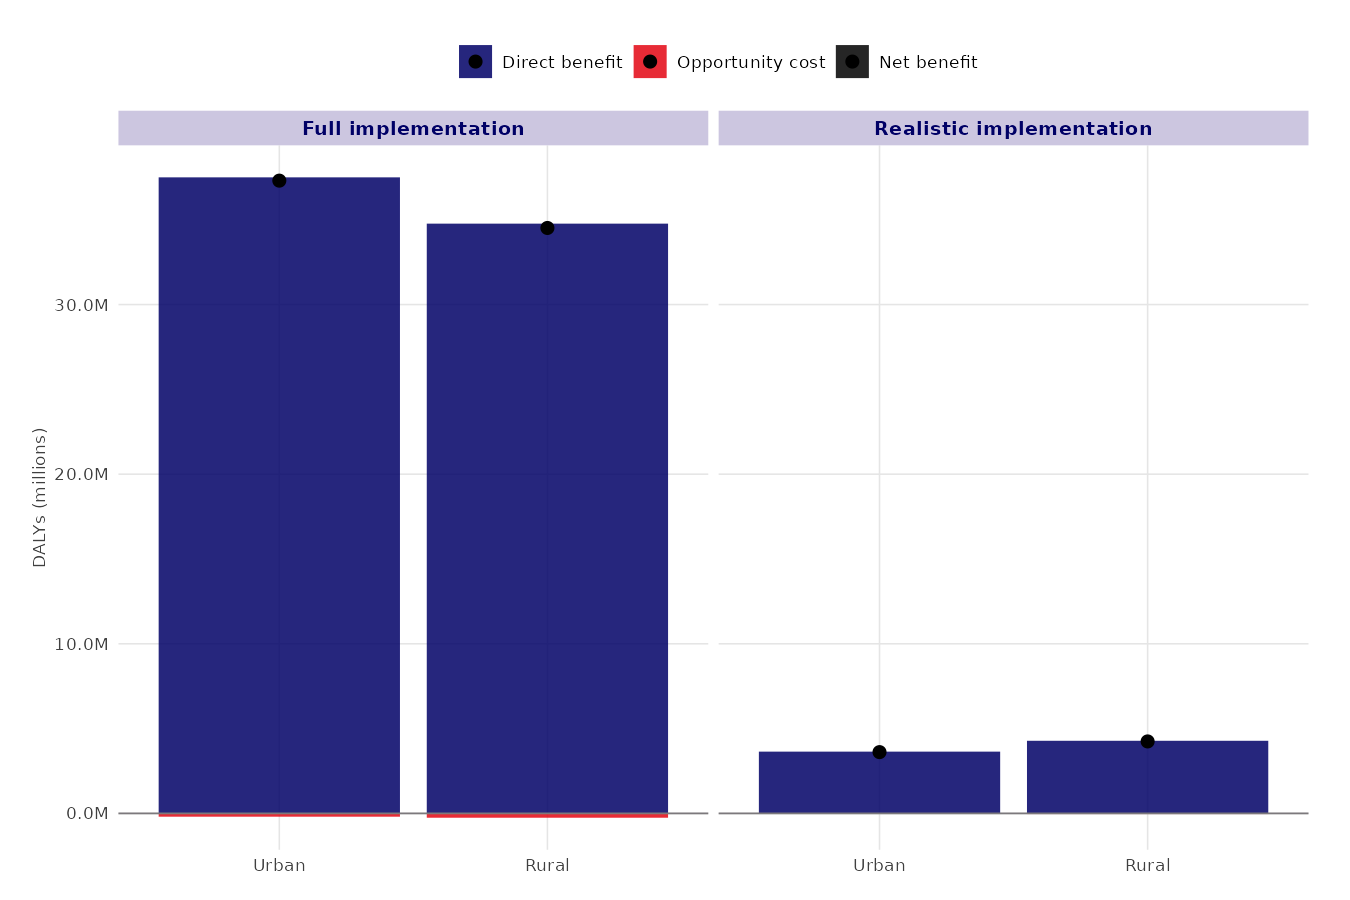 Direct benefit Opportunity cost Net benefit
Full implementation Realistic implementation
DALYs (millions)
30.0M
20.0M
10.0M
0.0M
Urban Rural Urban Rural